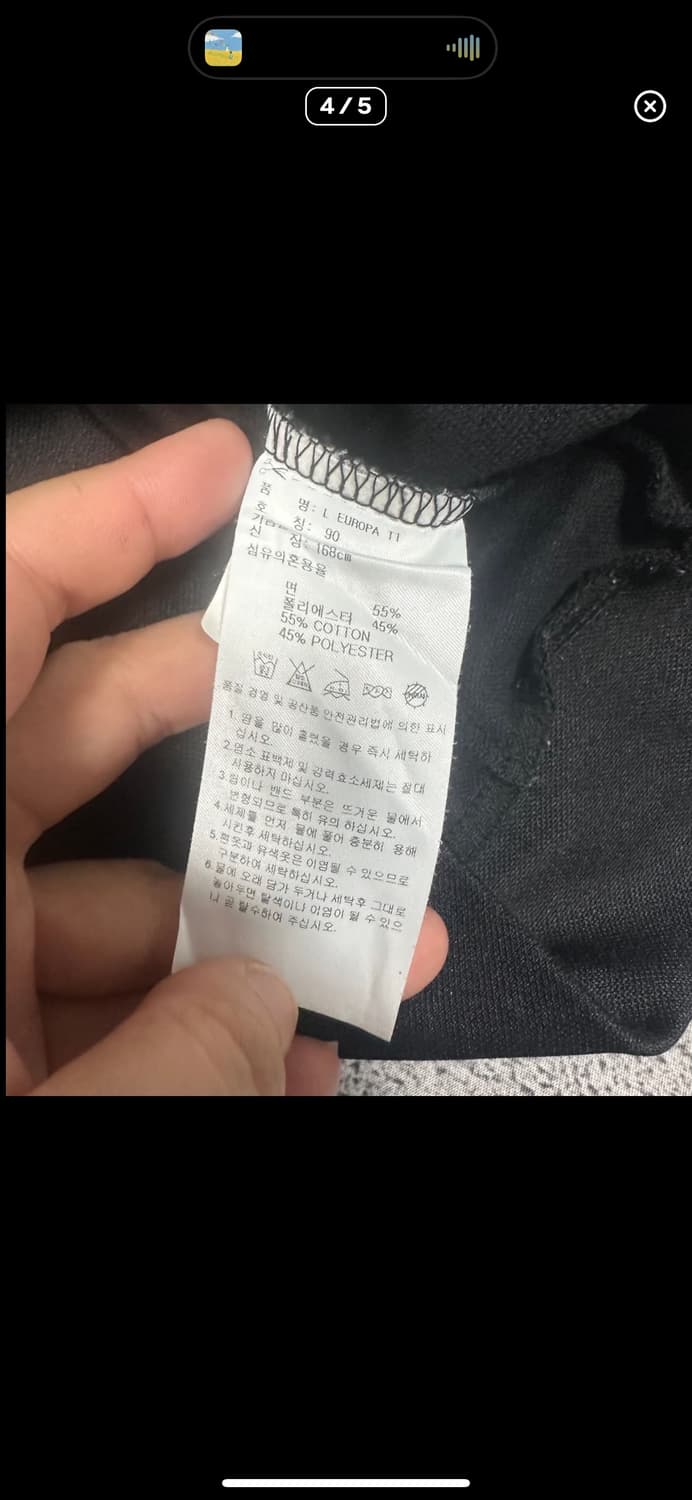 4/5
품 명: L EUROPA TI
호 칭: 90
신 장: 168cm
섬유의혼용율
면 55%
폴리에스타 45%
55% COTTON
45% POLYESTER
품질 경영 및 공산품 안전관리법에 의한 표시
1.땀을 많이 흘렸을 경우 즉시 세탁하
십시오.
2.염소 표백제 및 강력효소세제는 절대
사용하지 마십시오.
3.림이나 밴드 부분은 뜨거운 물에서
변형되므로 특히 유의 하십시오.
4.세제를 먼저 물에 풀어 충분히 용해
시킨후 세탁하십시오.
5.흰옷과 유색옷은 이염될 수 있으므로
구분하여 세탁하십시오.
6.물에 오래 담가 두거나 세탁후 그대로
놓아두면 탈색이나 이염이 될 수 있으
니 곧 탈수하여 주십시오.